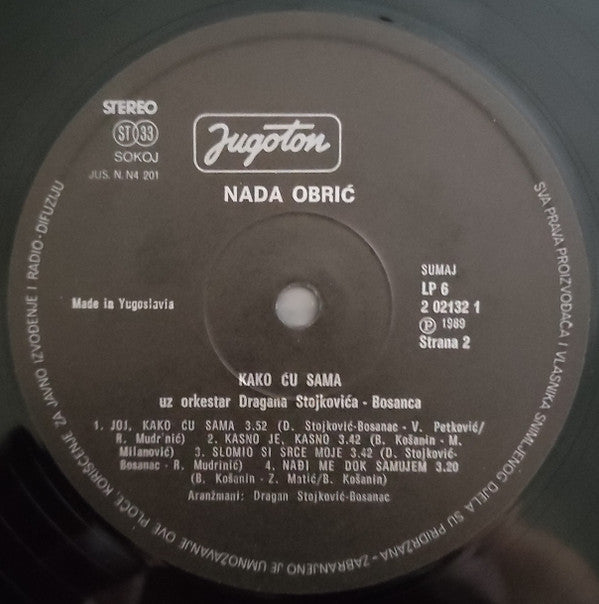 STEREO
ST 33
SOKOJ
JUS. N. N4 201
Jugoton
NADA OBRIĆ
Made in Yugoslavia
SUMAJ
LP 6
2 02132 1
Ⓟ 1989
Strana 2
KAKO ĆU SAMA
uz orkestar Dragana Stojkovića - Bosanca
1. JOJ, KAKO ĆU SAMA 3.52 (D. Stojković-Bosanac - V. Petković/
R. Mudrinić) 2. KASNO JE, KASNO 3.42 (B. Košanin - M.
Milanović) 3. SLOMIO SI SRCE MOJE 3.42 (D. Stojković-
Bosanac - R. Mudrinić) 4. NAĐI ME DOK SAMUJEM 3.20
(B. Košanin - Z. Matić/B. Košanin)
Aranžmani: Dragan Stojković-Bosanac
SVA PRAVA PROIZVOĐAČA I VLASNIKA SNIMLJENOG DJELA SU PRIDRŽANA - ZABRANJENO JE UMNOŽAVANJE OVE PLOČE, KORIŠĆENJE ZA JAVNO IZVOĐENJE I RADIO-DIFUZIJU